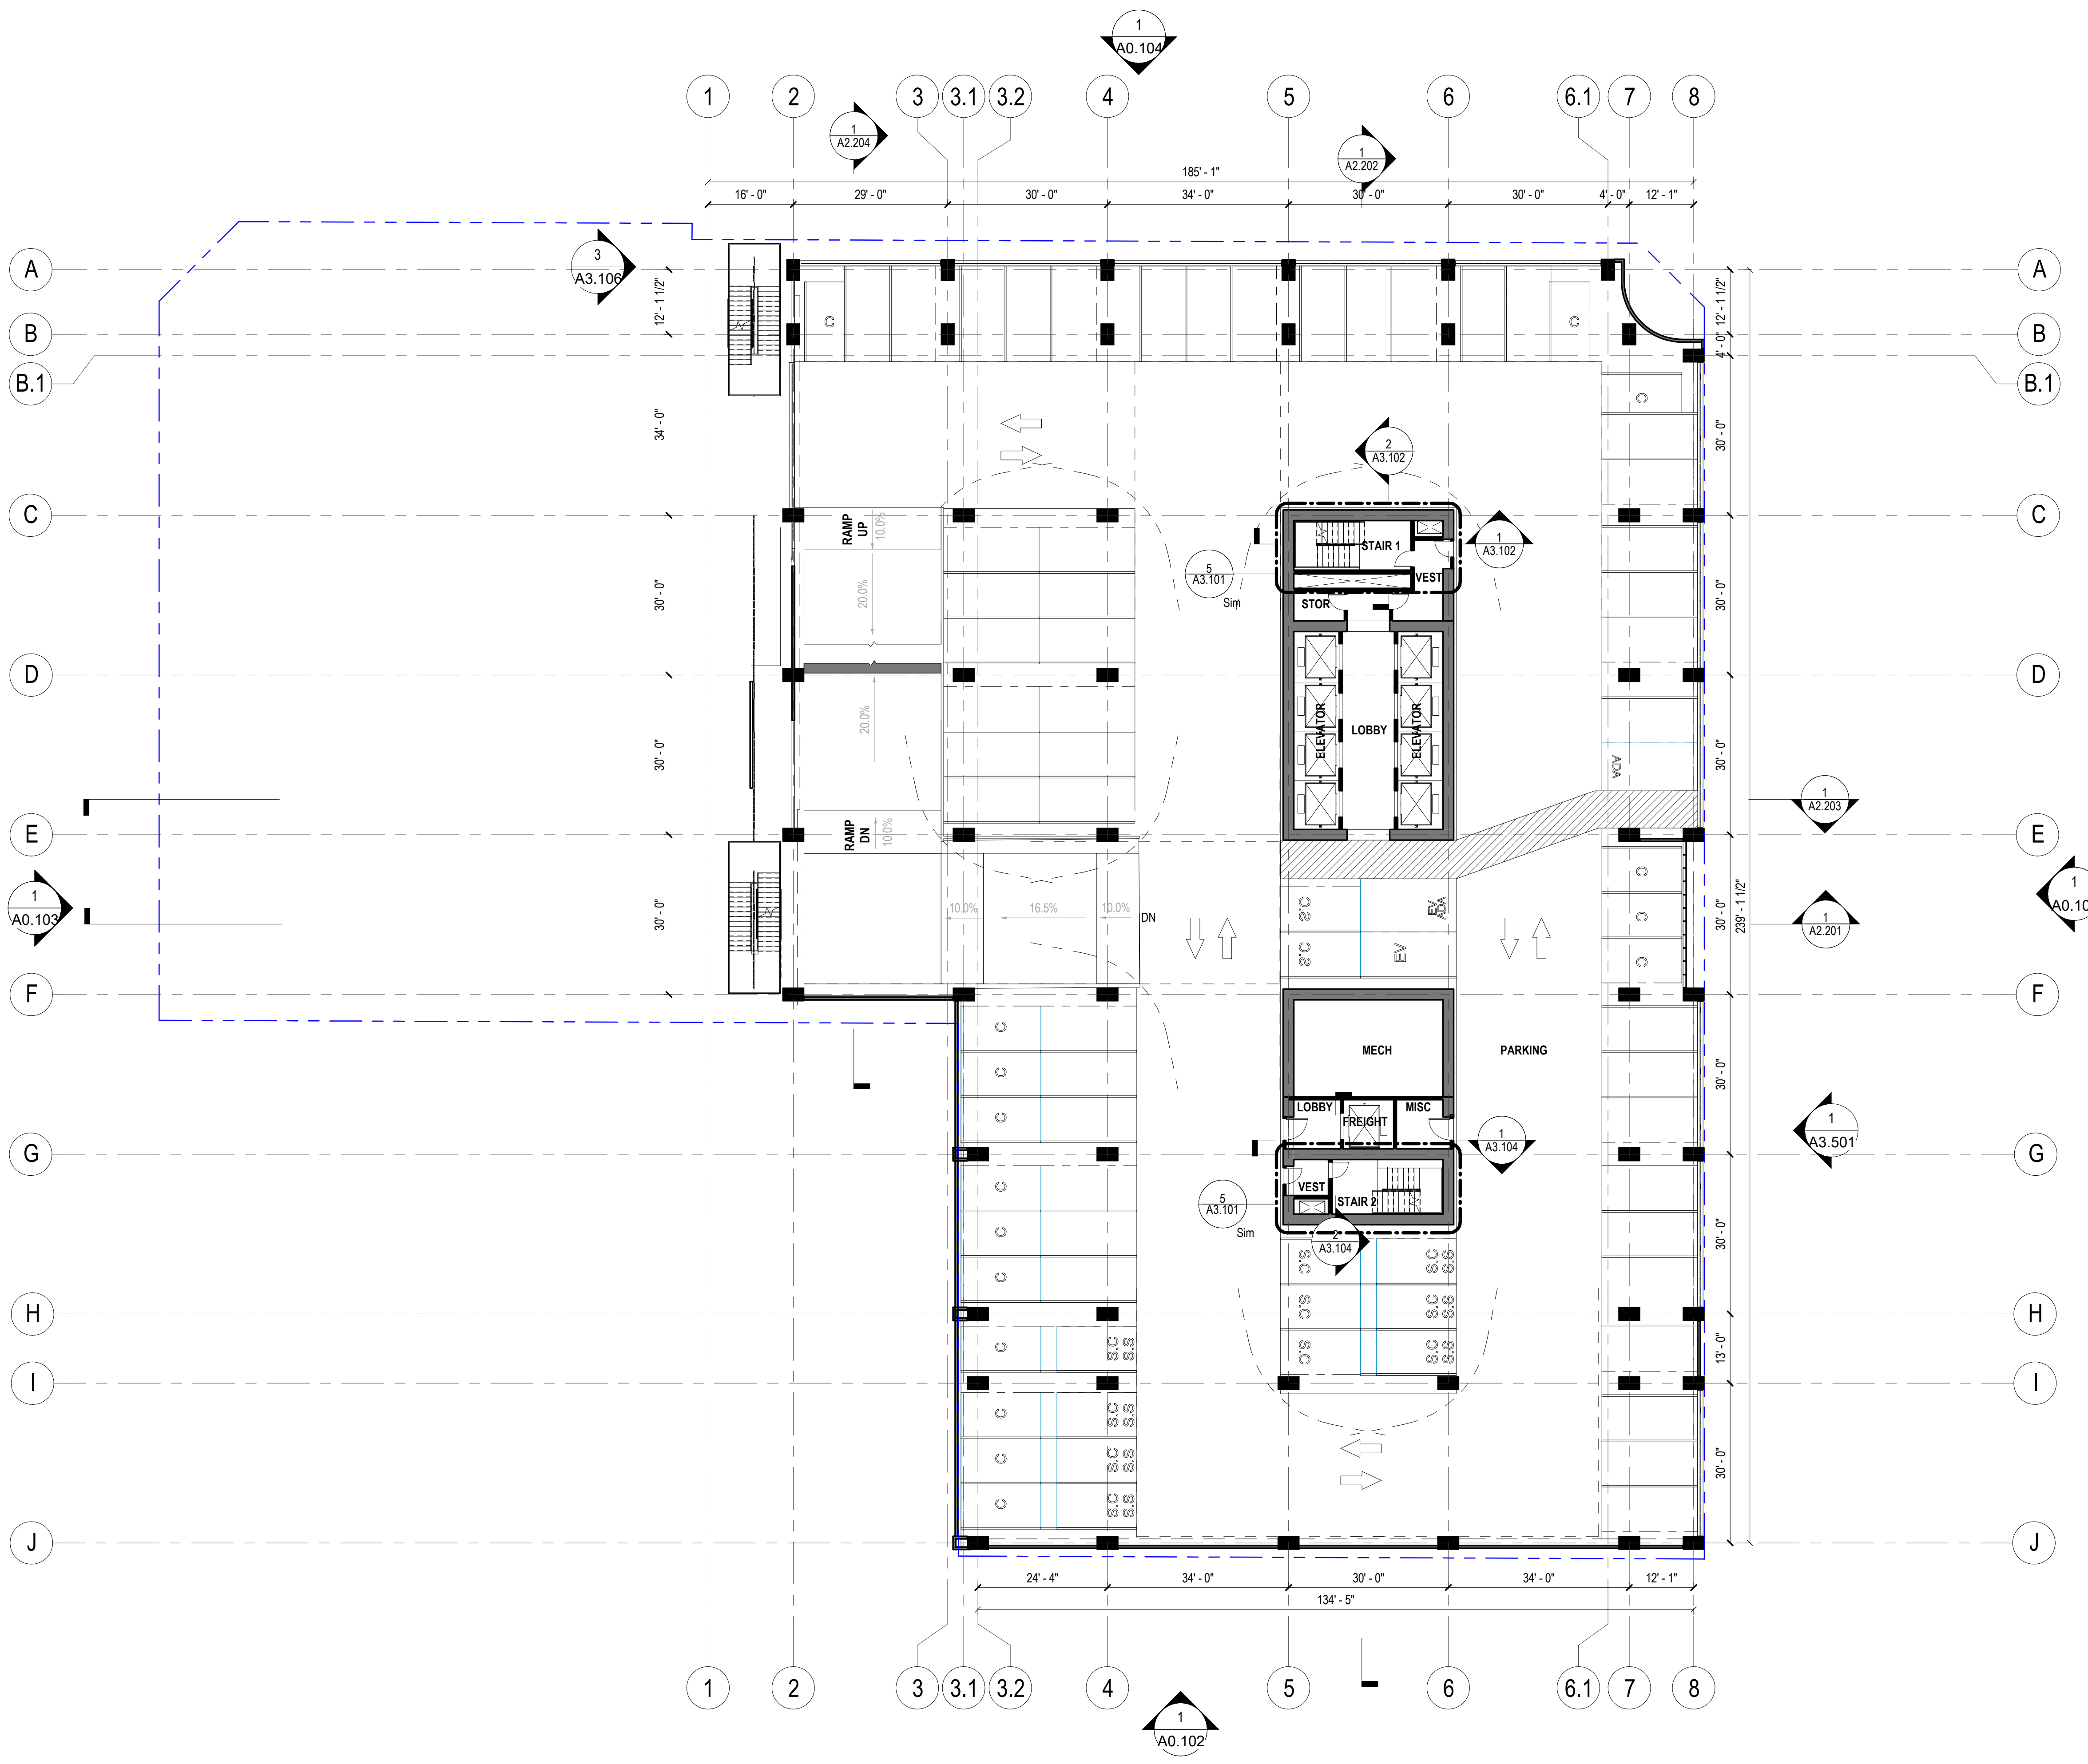 1
A0.104
1
2
3
3.1
3.2
4
5
6
6.1
7
8
1
A2.204
1
A2.202
185' - 1"
16' - 0"
29' - 0"
30' - 0"
34' - 0"
30' - 0"
30' - 0"
4' - 0"
12' - 1"
3
A3.106
A
A
12' - 1 1/2"
12' - 1 1/2"
C
C
B
B
4' - 0"
B.1
B.1
C
34' - 0"
30' - 0"
2
A3.102
C
C
RAMP
UP
10.0%
STAIR 1
1
A3.102
5
A3.101
Sim
VEST
STOR
20.0%
30' - 0"
30' - 0"
D
D
20.0%
ELEVATOR
LOBBY
ELEVATOR
30' - 0"
30' - 0"
ADA
1
A2.203
E
E
RAMP
DN
10.0%
C
S.C
EV
ADA
1
A0.103
10.0%
16.5%
10.0%
DN
30' - 0"
30' - 0"
239' - 1 1/2"
C
1
A2.201
1
A0.10
S.C
EV
C
F
F
C
MECH
PARKING
C
30' - 0"
C
LOBBY
FREIGHT
MISC
1
A3.501
G
G
1
A3.104
C
VEST
STAIR 2
5
A3.101
Sim
C
30' - 0"
2
A3.104
C
S.C
S.C
S.S
S.C
S.C
S.S
H
H
C
S.C
S.S
S.C
S.C
S.S
13' - 0"
I
I
C
S.C
S.S
C
S.C
S.S
30' - 0"
C
S.C
S.S
J
J
24' - 4"
34' - 0"
30' - 0"
34' - 0"
12' - 1"
134' - 5"
1
2
3
3.1
3.2
4
5
6
6.1
7
8
1
A0.102